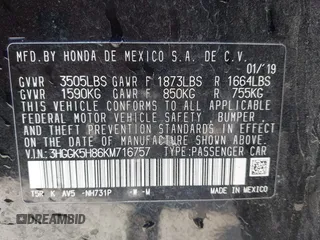 MFD.BY HONDA DE MEXICO S.A. DE C.V.
01/'19
GVWR 3505LBS GAWR F 1873LBS R 1664LBS
GVWR 1590KG GAWR F 850KG R 755KG
THIS VEHICLE CONFORMS TO ALL APPLICABLE
FEDERAL MOTOR VEHICLE SAFETY, BUMPER,
AND THEFT PREVENTION STANDARDS IN
EFFECT ON THE DATE OF MANUFACTURE
SHOWN ABOVE.
V.I.N.: 3HGGK5H86KM716757 TYPE:PASSENGER CAR
T5R K AV5 -NH731P -W -W
MADE IN MEXICO
DREAMBID